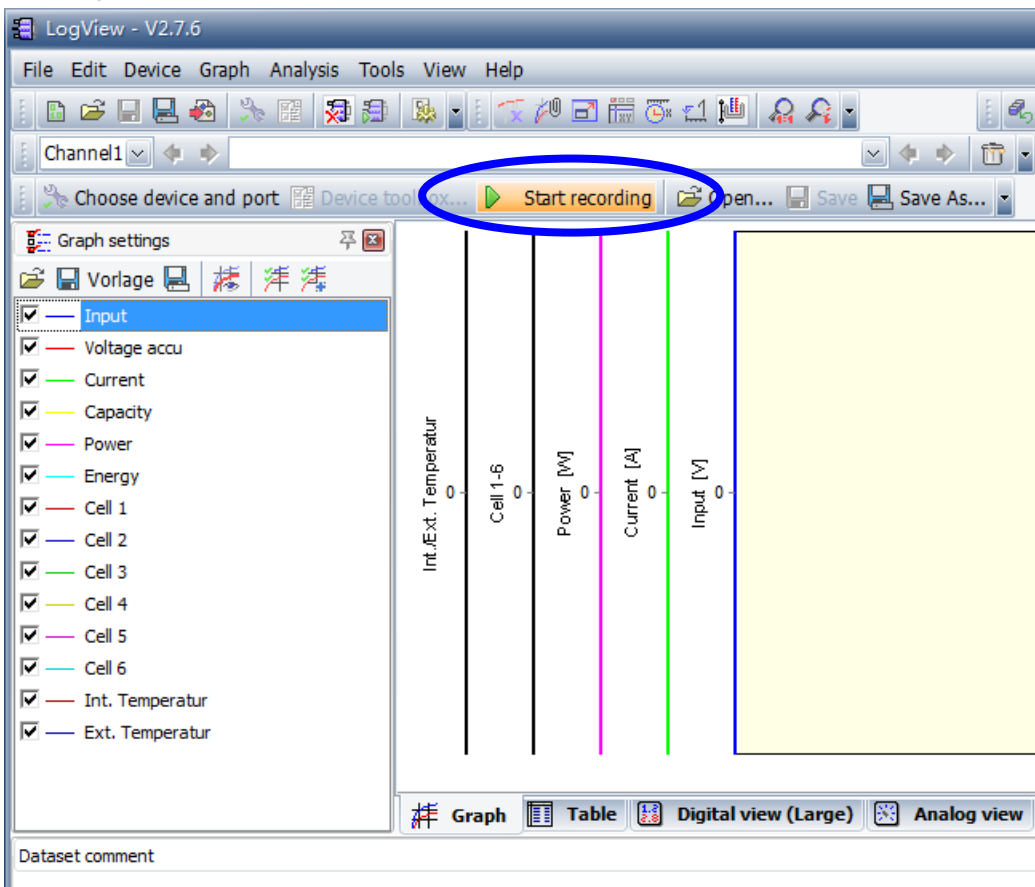 LogView - V2.7.6
File Edit Device Graph Analysis Tools View Help
Channel1
Choose device and port Device toolbox... Start recording Open... Save Save As...
Graph settings
Vorlage
Input
Voltage accu
Current
Capacity
Power
Energy
Cell 1
Cell 2
Cell 3
Cell 4
Cell 5
Cell 6
Int. Temperatur
Ext. Temperatur
Int./Ext. Temperatur
0
Cell 1-6
0
Power [W]
0
Current [A]
0
Input [V]
0
Graph Table Digital view (Large) Analog view
Dataset comment